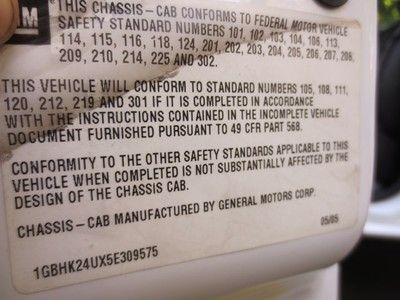 GM
THIS CHASSIS-CAB CONFORMS TO FEDERAL MOTOR VEHICLE
SAFETY STANDARD NUMBERS 101, 102, 103, 104, 106, 113,
114, 115, 116, 118, 124, 201, 202, 203, 204, 205, 206, 207, 208,
209, 210, 214, 225 AND 302.
THIS VEHICLE WILL CONFORM TO STANDARD NUMBERS 105, 108, 111,
120, 212, 219 AND 301 IF IT IS COMPLETED IN ACCORDANCE
WITH THE INSTRUCTIONS CONTAINED IN THE INCOMPLETE VEHICLE
DOCUMENT FURNISHED PURSUANT TO 49 CFR PART 568.
CONFORMITY TO THE OTHER SAFETY STANDARDS APPLICABLE TO THIS
VEHICLE WHEN COMPLETED IS NOT SUBSTANTIALLY AFFECTED BY THE
DESIGN OF THE CHASSIS CAB.
CHASSIS-CAB MANUFACTURED BY GENERAL MOTORS CORP.
05/05
1GBHK24UX5E309575